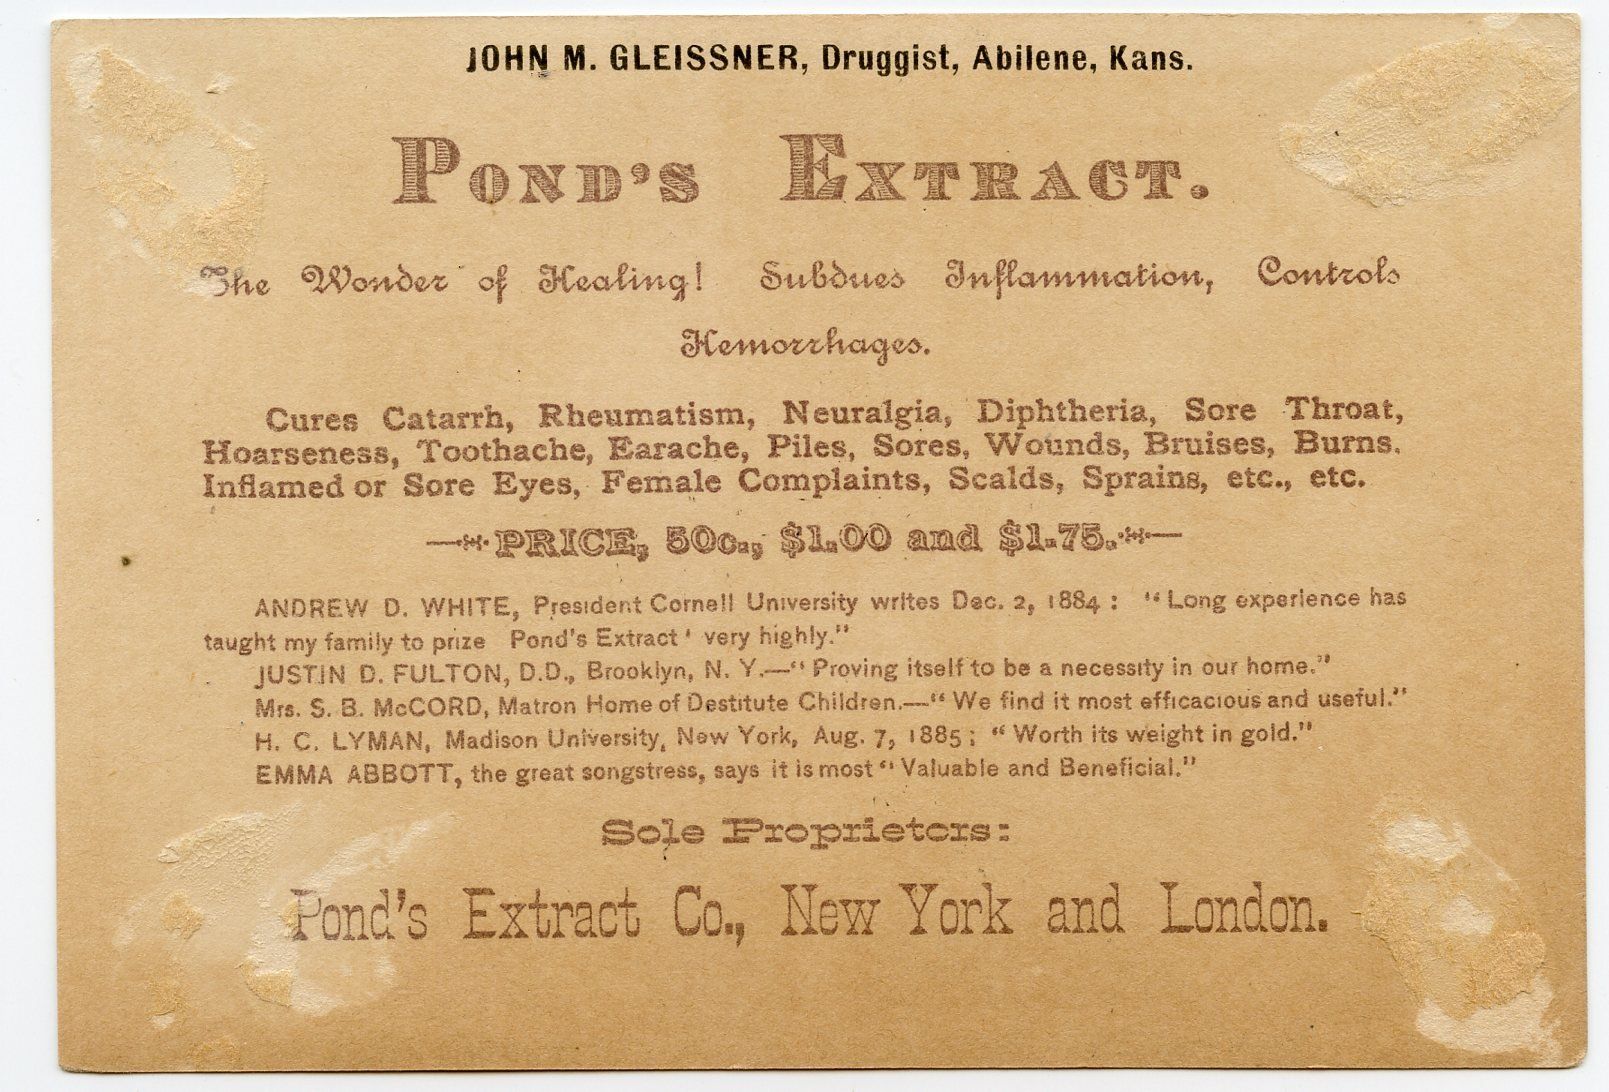 JOHN M. GLEISSNER, Druggist, Abilene, Kans.
POND'S EXTRACT.
The Wonder of Healing! Subdues Inflammation, Controls
Hemorrhages.
Cures Catarrh, Rheumatism, Neuralgia, Diphtheria, Sore Throat,
Hoarseness, Toothache, Earache, Piles, Sores, Wounds, Bruises, Burns.
Inflamed or Sore Eyes, Female Complaints, Scalds, Sprains, etc., etc.
PRICE, 50c., $1.00 and $1.75.
ANDREW D. WHITE, President Cornell University writes Dec. 2, 1884 : "Long experience has
taught my family to prize Pond's Extract ' very highly."
JUSTIN D. FULTON, D.D., Brooklyn, N. Y.—"Proving itself to be a necessity in our home."
Mrs. S. B. McCORD, Matron Home of Destitute Children.—"We find it most efficacious and useful."
H. C. LYMAN, Madison University, New York, Aug. 7, 1885 ; "Worth its weight in gold."
EMMA ABBOTT, the great songstress, says it is most "Valuable and Beneficial."
Sole Proprietors:
Pond's Extract Co., New York and London.